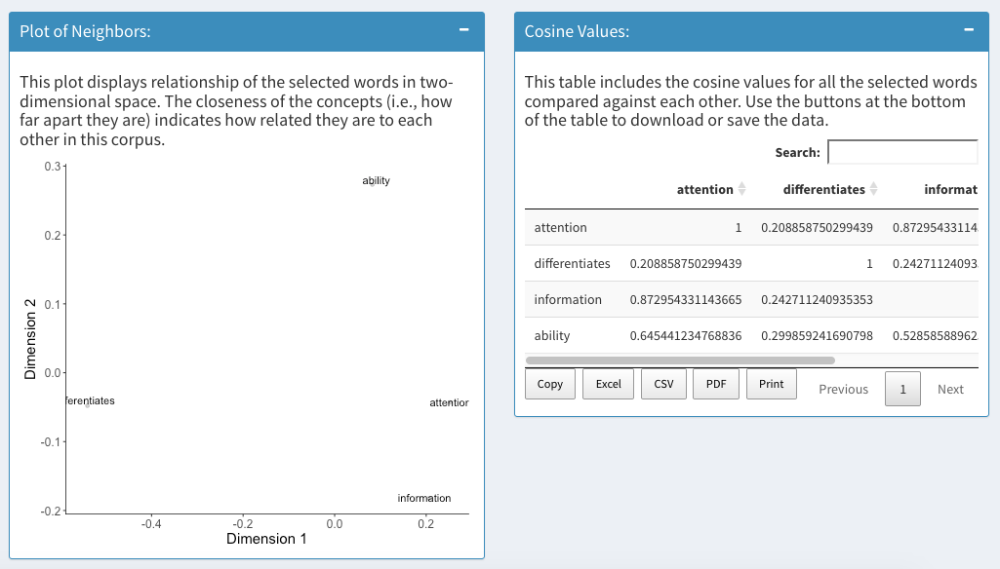 Plot of Neighbors:
This plot displays relationship of the selected words in two-
dimensional space. The closeness of the concepts (i.e., how
far apart they are) indicates how related they are to each
other in this corpus.
0.3
0.2
0.1
0.0
-0.1
-0.2
Dimension 2
ability
ferentiates
attentior
information
-0.4
-0.2
0.0
0.2
Dimension 1
Cosine Values:
This table includes the cosine values for all the selected words
compared against each other. Use the buttons at the bottom
of the table to download or save the data.
Search:
attention differentiates informat
attention 1 0.208858750299439 0.87295433114
differentiates 0.208858750299439 1 0.24271124093
information 0.872954331143665 0.242711240935353
ability 0.645441234768836 0.299859241690798 0.52858588962
Copy Excel CSV PDF Print Previous 1 Next